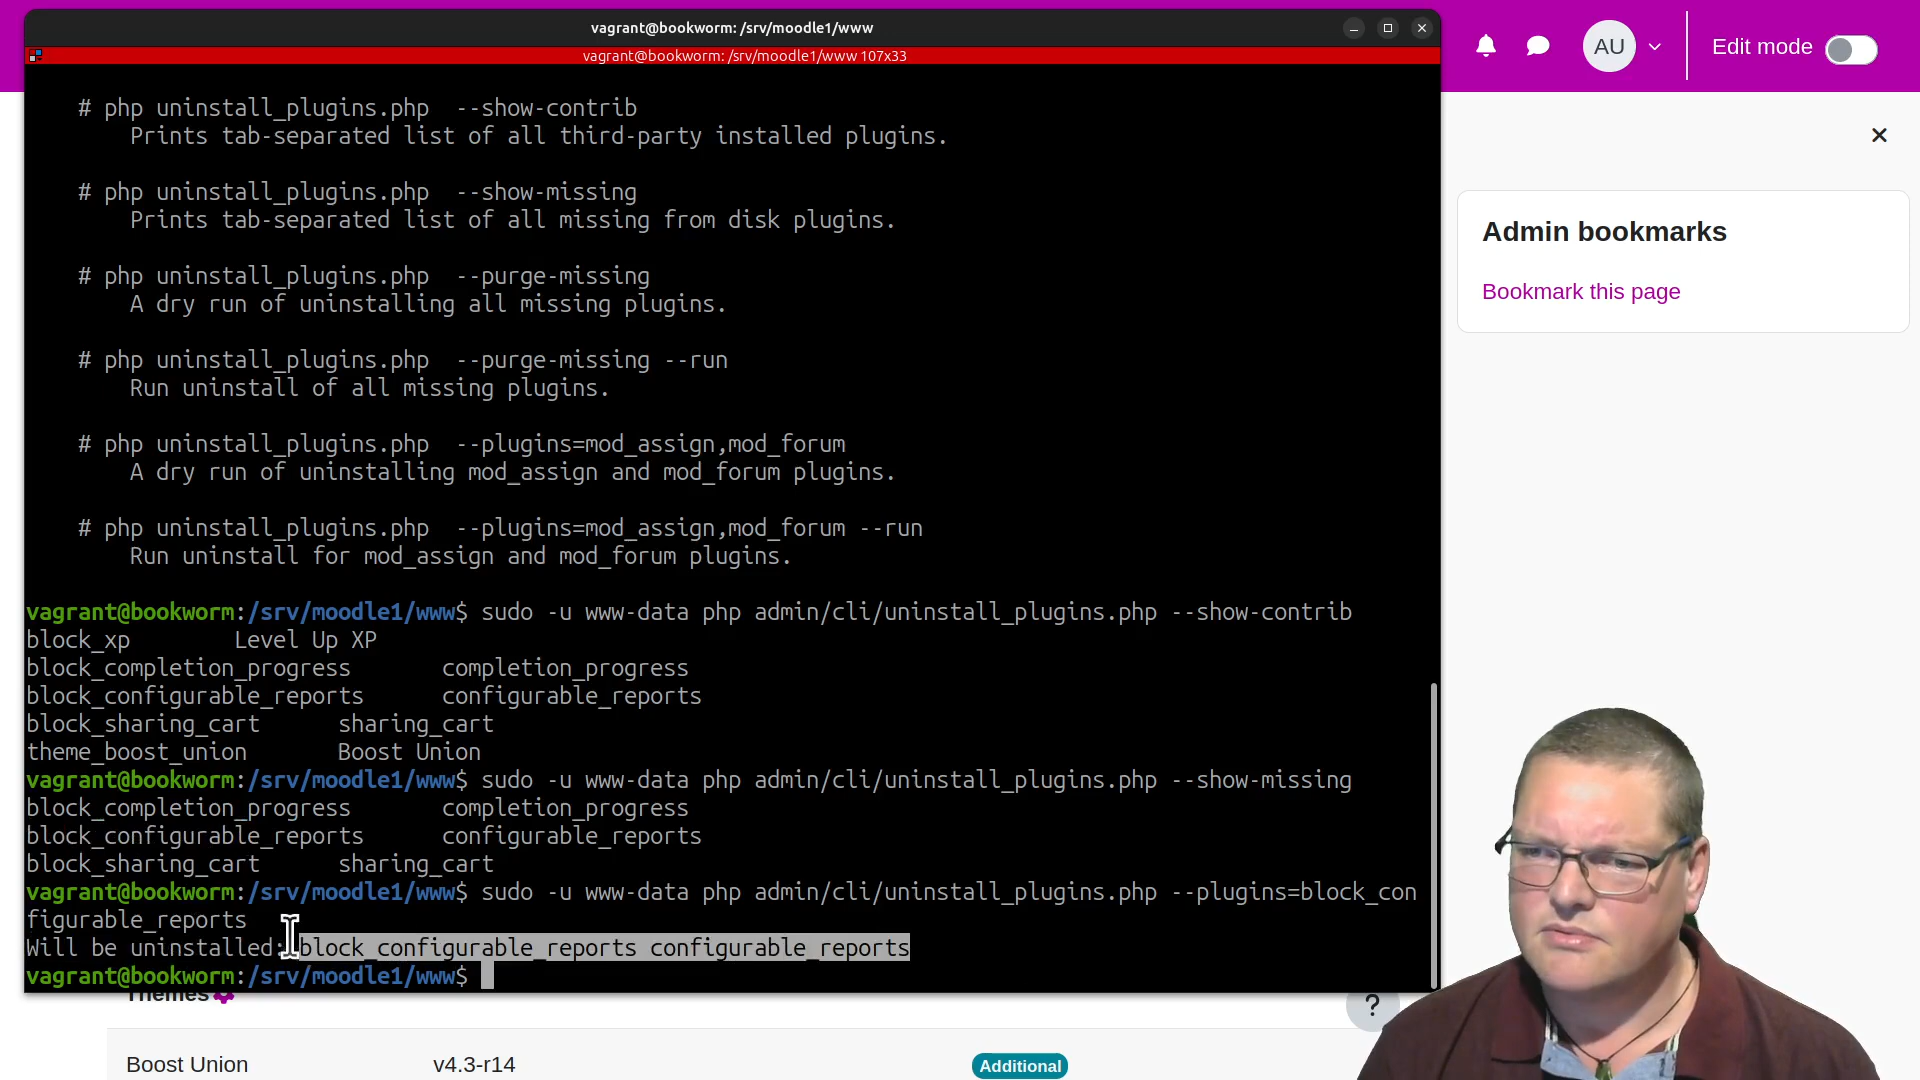 vagrant@bookworm: /srv/moodle1/www
vagrant@bookworm: /srv/moodle1/www 107x33
# php uninstall_plugins.php  --show-contrib
Prints tab-separated list of all third-party installed plugins.
# php uninstall_plugins.php  --show-missing
Prints tab-separated list of all missing from disk plugins.
# php uninstall_plugins.php  --purge-missing
A dry run of uninstalling all missing plugins.
# php uninstall_plugins.php  --purge-missing --run
Run uninstall of all missing plugins.
# php uninstall_plugins.php  --plugins=mod_assign,mod_forum
A dry run of uninstalling mod_assign and mod_forum plugins.
# php uninstall_plugins.php  --plugins=mod_assign,mod_forum --run
Run uninstall for mod_assign and mod_forum plugins.
vagrant@bookworm:/srv/moodle1/www$ sudo -u www-data php admin/cli/uninstall_plugins.php --show-contrib
block_xp        Level Up XP
block_completion_progress       completion_progress
block_configurable_reports      configurable_reports
block_sharing_cart      sharing_cart
theme_boost_union       Boost Union
vagrant@bookworm:/srv/moodle1/www$ sudo -u www-data php admin/cli/uninstall_plugins.php --show-missing
block_completion_progress       completion_progress
block_configurable_reports      configurable_reports
block_sharing_cart      sharing_cart
vagrant@bookworm:/srv/moodle1/www$ sudo -u www-data php admin/cli/uninstall_plugins.php --plugins=block_con
figurable_reports
Will be uninstalled: block_configurable_reports configurable_reports
vagrant@bookworm:/srv/moodle1/www$
AU
Edit mode
Admin bookmarks
Bookmark this page
Themes
?
Boost Union v4.3-r14 Additional